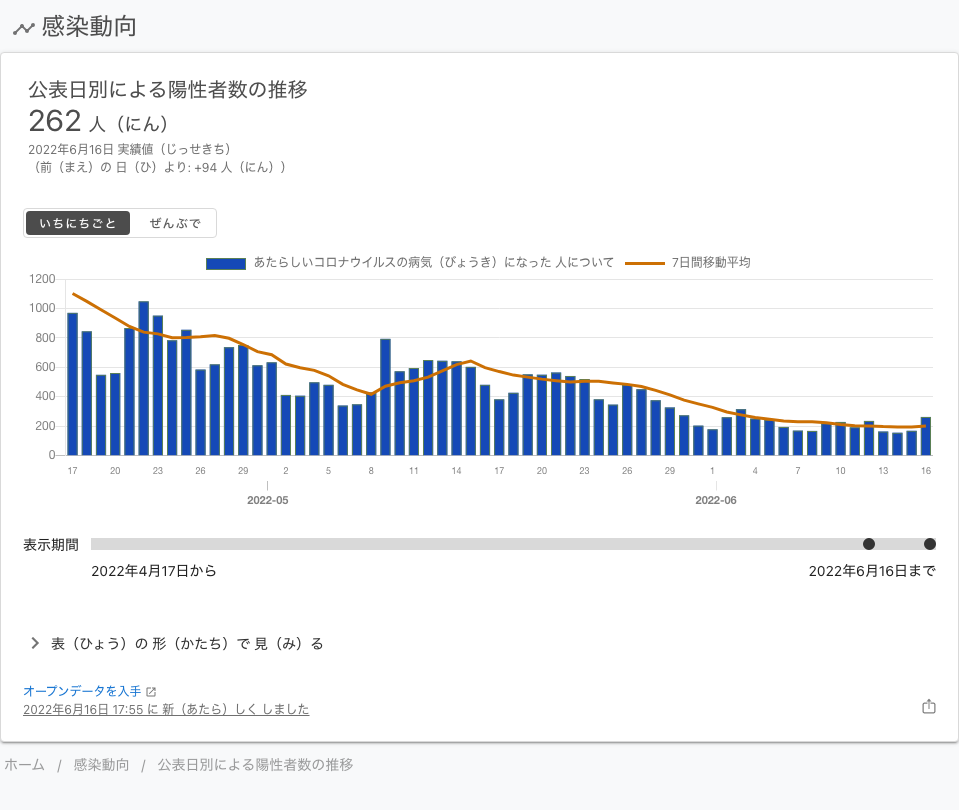 感染動向
公表日別による陽性者数の推移
262 人（にん）
2022年6月16日 実績値（じっせきち）
（前（まえ）の 日（ひ）より: +94 人（にん））
いちにちごと ぜんぶで
あたらしいコロナウイルスの病気（びょうき）になった 人について 7日間移動平均
1200
1000
800
600
400
200
0
17 20 23 26 29 2 5 8 11 14 17 20 23 26 29 1 4 7 10 13 16
2022-05 2022-06
表示期間
2022年4月17日から 2022年6月16日まで
表（ひょう）の 形（かたち）で 見（み）る
オープンデータを入手
2022年6月16日 17:55 に 新（あたら）しく しました
ホーム / 感染動向 / 公表日別による陽性者数の推移